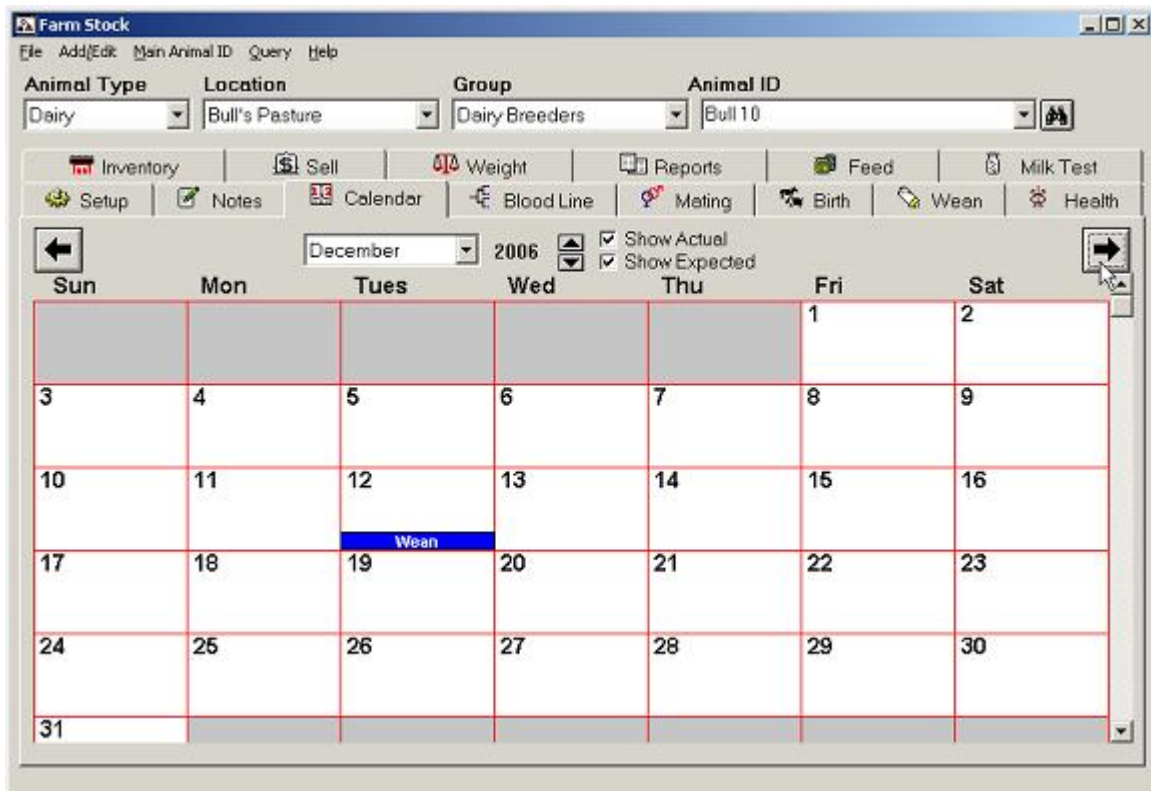 Farm Stock
File Add/Edit Main Animal ID Query Help
Animal Type Location Group Animal ID
Dairy Bull's Pasture Dairy Breeders Bull 10
Inventory Sell Weight Reports Feed Milk Test
Setup Notes Calendar Blood Line Mating Birth Wean Health
December 2006 Show Actual
Show Expected
Sun Mon Tues Wed Thu Fri Sat
1 2
3 4 5 6 7 8 9
10 11 12 13 14 15 16
Wean
17 18 19 20 21 22 23
24 25 26 27 28 29 30
31